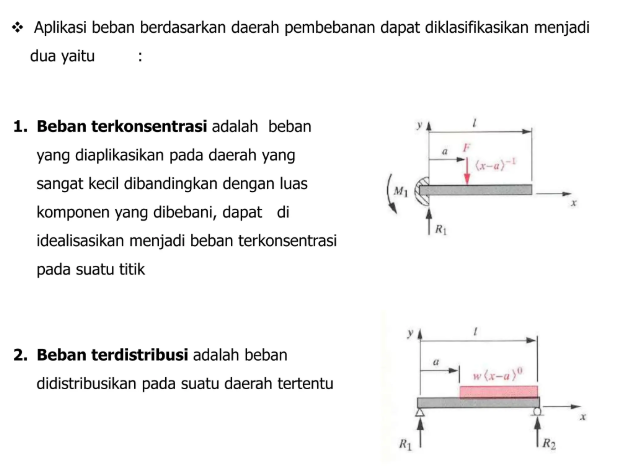 ❖ Aplikasi beban berdasarkan daerah pembebanan dapat diklasifikasikan menjadi
dua yaitu :
1. Beban terkonsentrasi adalah beban
yang diaplikasikan pada daerah yang
sangat kecil dibandingkan dengan luas
komponen yang dibebani, dapat di
idealisasikan menjadi beban terkonsentrasi
pada suatu titik
y
l
a
F
⟨x−a⟩⁻¹
M₁
x
R₁
2. Beban terdistribusi adalah beban
didistribusikan pada suatu daerah tertentu
y
l
a
w⟨x−a⟩⁰
x
R₁
R₂